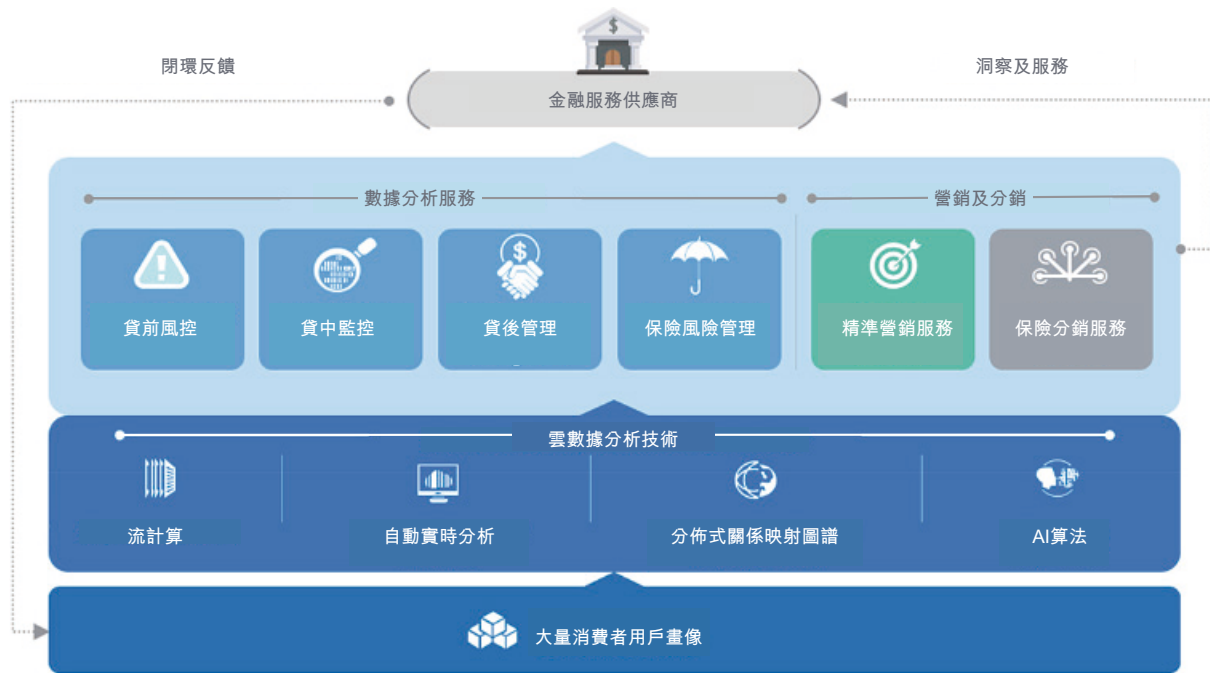 閉環反饋
洞察及服務
金融服務供應商
數據分析服務
營銷及分銷
貸前風控
貸中監控
貸後管理
保險風險管理
精準營銷服務
保險分銷服務
雲數據分析技術
流計算
自動實時分析
分佈式關係映射圖譜
AI算法
大量消費者用戶畫像